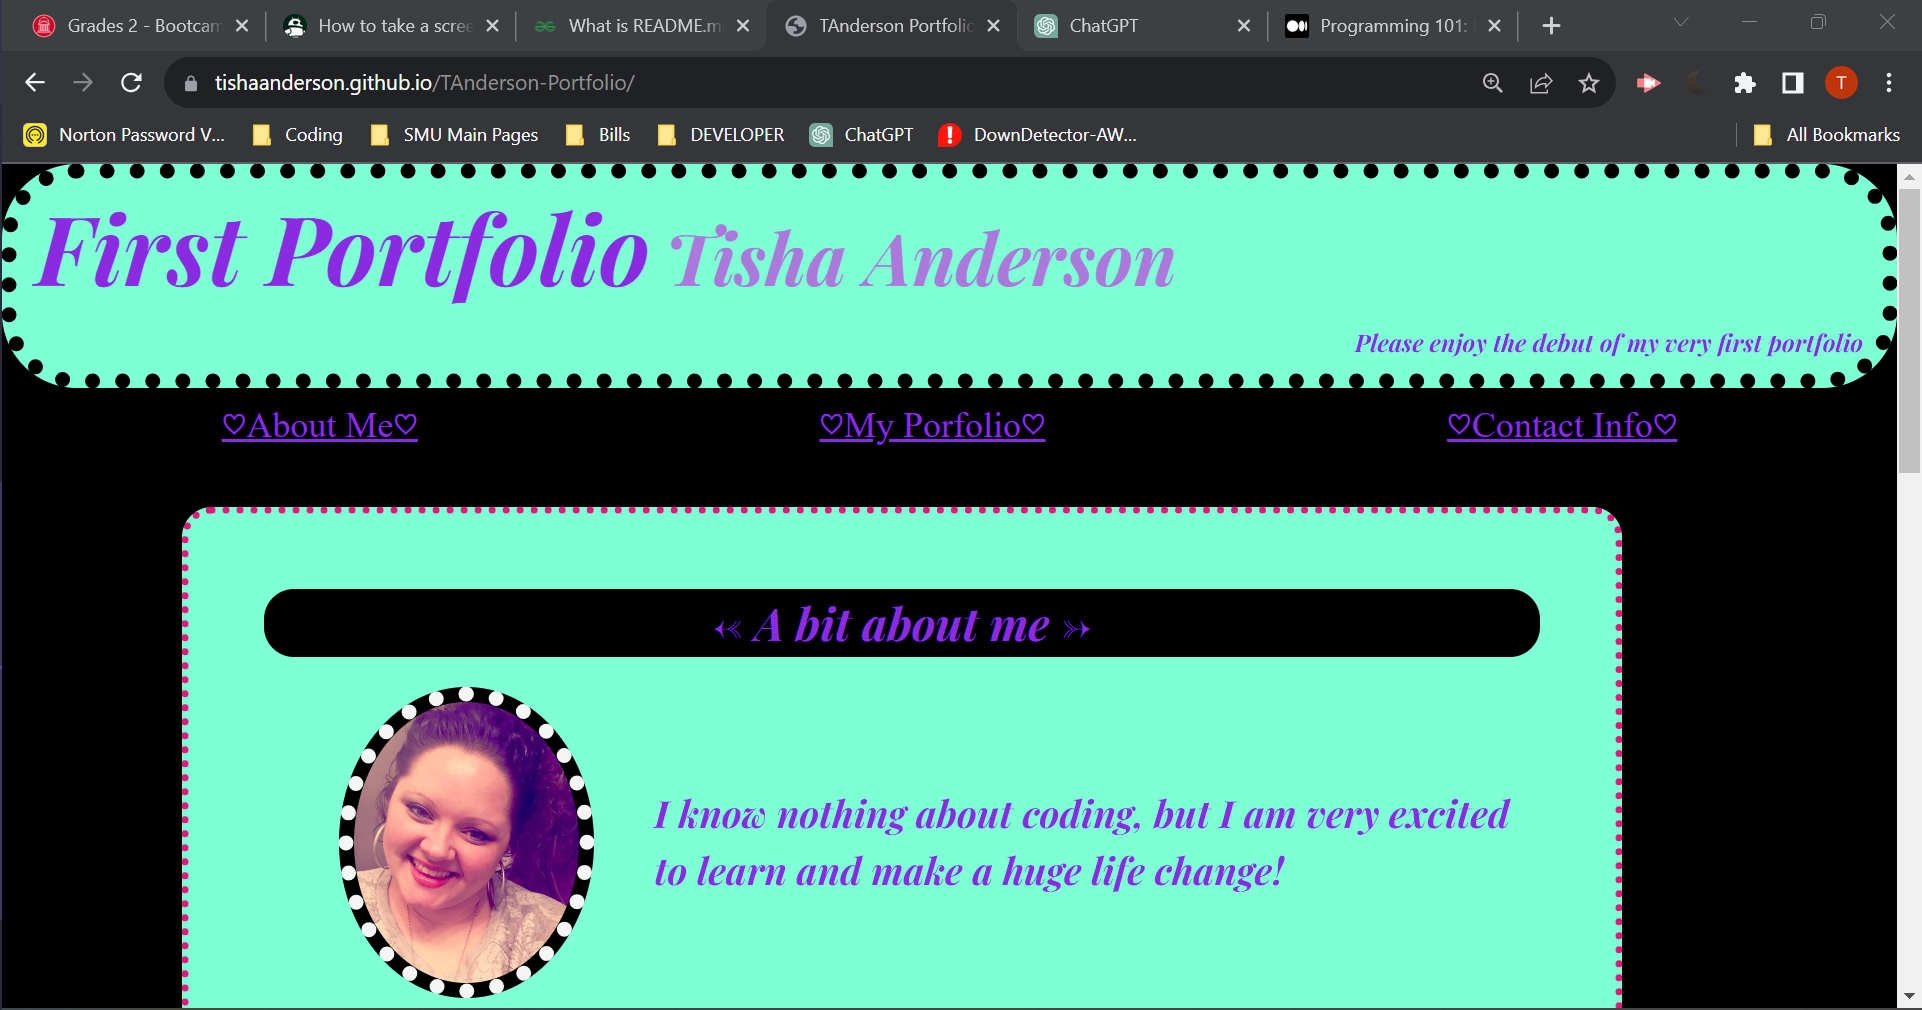 Grades 2 - Bootcam
How to take a scree
What is README.m
TAnderson Portfolio
ChatGPT
Programming 101:
tishaanderson.github.io/TAnderson-Portfolio/
T
Norton Password V...
Coding
SMU Main Pages
Bills
DEVELOPER
ChatGPT
DownDetector-AW...
All Bookmarks
First Portfolio Tisha Anderson
Please enjoy the debut of my very first portfolio
♡About Me♡
♡My Porfolio♡
♡Contact Info♡
A bit about me
I know nothing about coding, but I am very excited
to learn and make a huge life change!